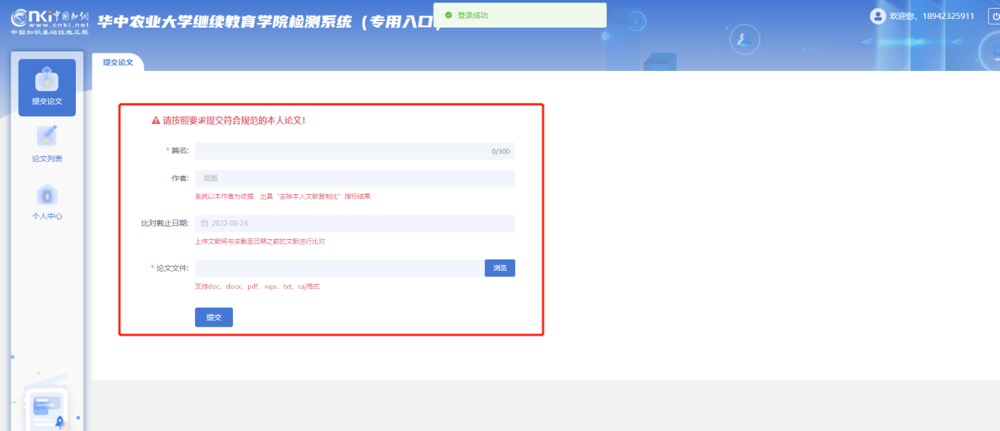 cnki中国知网
www.cnki.net
中国知识基础设施工程
华中农业大学继续教育学院检测系统（专用入口）
登录成功
欢迎您，18942325911
提交论文
论文列表
个人中心
提交论文
请按照要求提交符合规范的本人论文！
* 篇名:
0/300
作者:
系统以本作者为依据，出具“去除本人文献复制比”指标结果
比对截止日期:
2022-08-24
上传文献将与该截至日期之前的文献进行比对
* 论文文件:
浏览
支持doc、docx、pdf、wps、txt、caj格式
提交